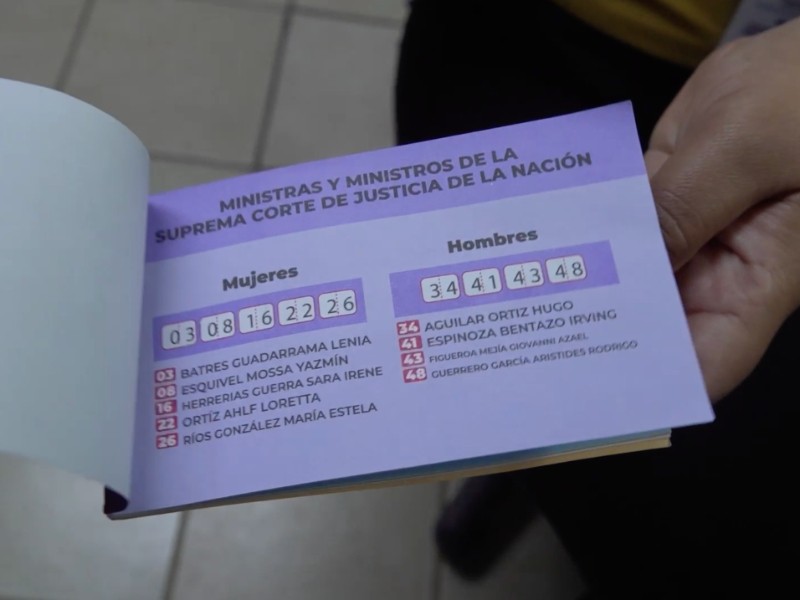 MINISTRAS Y MINISTROS DE LA
SUPREMA CORTE DE JUSTICIA DE LA NACIÓN
Mujeres
03 08 16 22 26
03 BATRES GUADARRAMA LENIA
08 ESQUIVEL MOSSA YAZMÍN
16 HERRERIAS GUERRA SARA IRENE
22 ORTÍZ AHLF LORETTA
26 RÍOS GONZÁLEZ MARÍA ESTELA
Hombres
34 41 43 48
34 AGUILAR ORTIZ HUGO
41 ESPINOZA BENTAZO IRVING
43 FIGUEROA MEJÍA GIOVANNI AZAEL
48 GUERRERO GARCÍA ARISTIDES RODRIGO